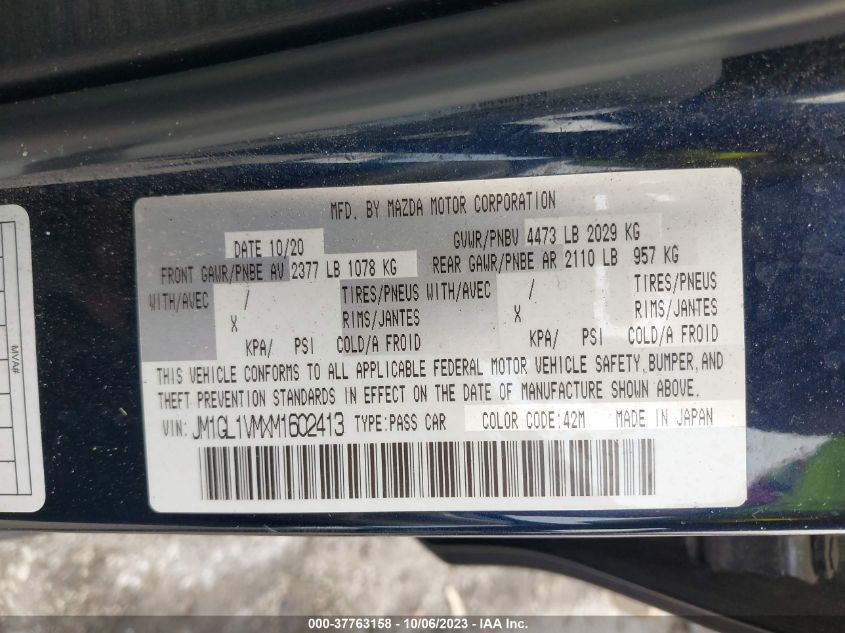 MFD. BY MAZDA MOTOR CORPORATION
DATE 10/20 GVWR/PNBV 4473 LB 2029 KG
FRONT GAWR/PNBE AV 2377 LB 1078 KG REAR GAWR/PNBE AR 2110 LB 957 KG
WITH/AVEC / TIRES/PNEUS WITH/AVEC / TIRES/PNEUS
X RIMS/JANTES X RIMS/JANTES
KPA/ PSI COLD/A FROID KPA/ PSI COLD/A FROID
THIS VEHICLE CONFORMS TO ALL APPLICABLE FEDERAL MOTOR VEHICLE SAFETY, BUMPER, AND
THEFT PREVENTION STANDARDS IN EFFECT ON THE DATE OF MANUFACTURE SHOWN ABOVE.
VIN: JM1GL1VMXM1602413 TYPE:PASS CAR COLOR CODE:42M MADE IN JAPAN
MVA#
000-37763158 - 10/06/2023 - IAA Inc.